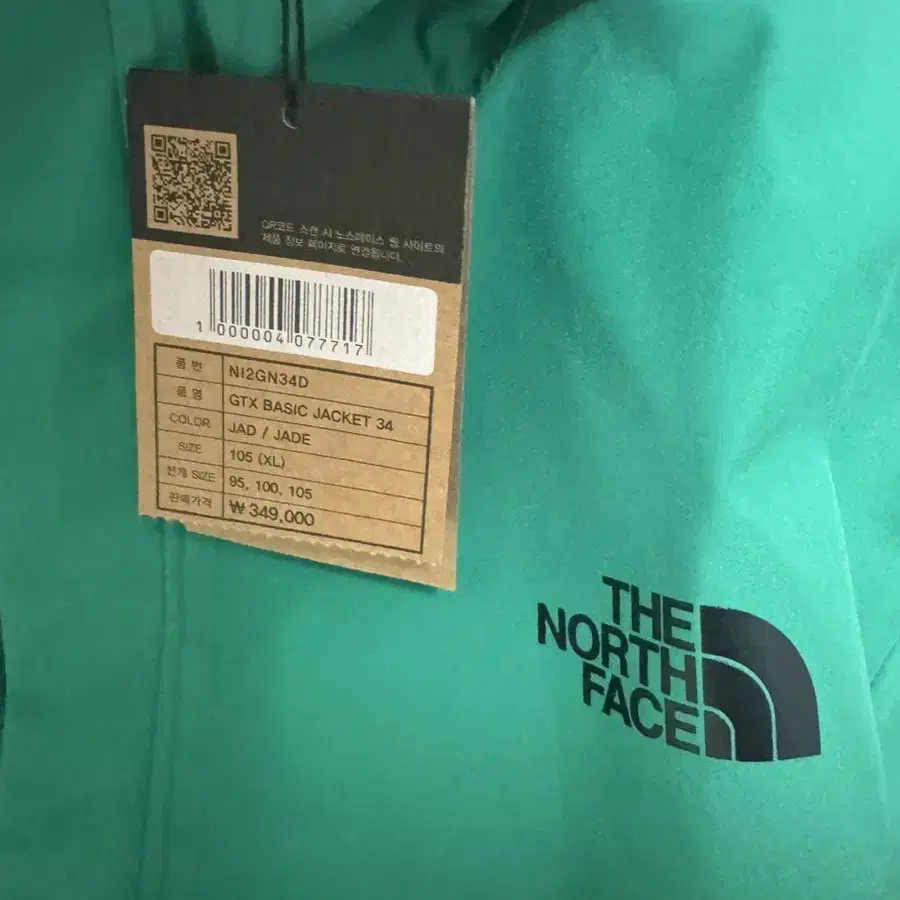 QR코드 스캔 시 노스페이스 웹 사이트의
제품 정보 페이지로 연결됩니다.
1 000004 077717
품 번 NI2GN34D
품 명 GTX BASIC JACKET 34
COLOR JAD / JADE
SIZE 105 (XL)
전개 SIZE 95, 100, 105
판매가격 ₩ 349,000
THE
NORTH
FACE